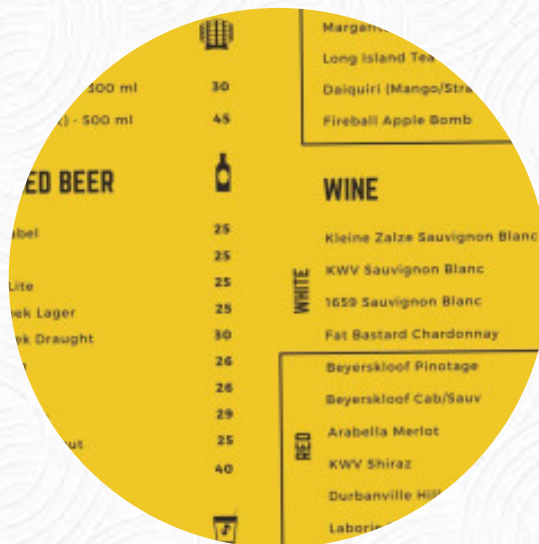 300 ml 30
- 500 ml 45
ED BEER
abel 25
25
Lite 25
ek Lager 25
ek Draught 30
26
26
29
ut 25
40
Long Island Tea
Daiquiri (Mango/Stra
Fireball Apple Bomb
WINE
WHITE
Kleine Zalze Sauvignon Blanc
KWV Sauvignon Blanc
1659 Sauvignon Blanc
Fat Bastard Chardonnay
RED
Beyerskloof Pinotage
Beyerskloof Cab/Sauv
Arabella Merlot
KWV Shiraz
Durbanville Hill